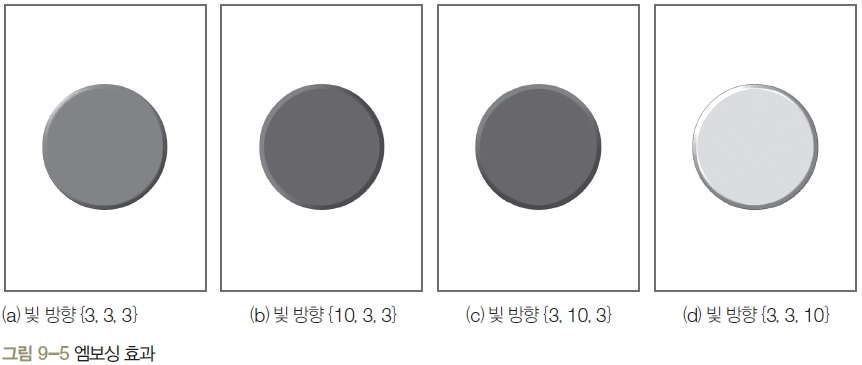 (a) 빛 방향 {3, 3, 3}
(b) 빛 방향 {10, 3, 3}
(c) 빛 방향 {3, 10, 3}
(d) 빛 방향 {3, 3, 10}
그림 9-5 엠보싱 효과